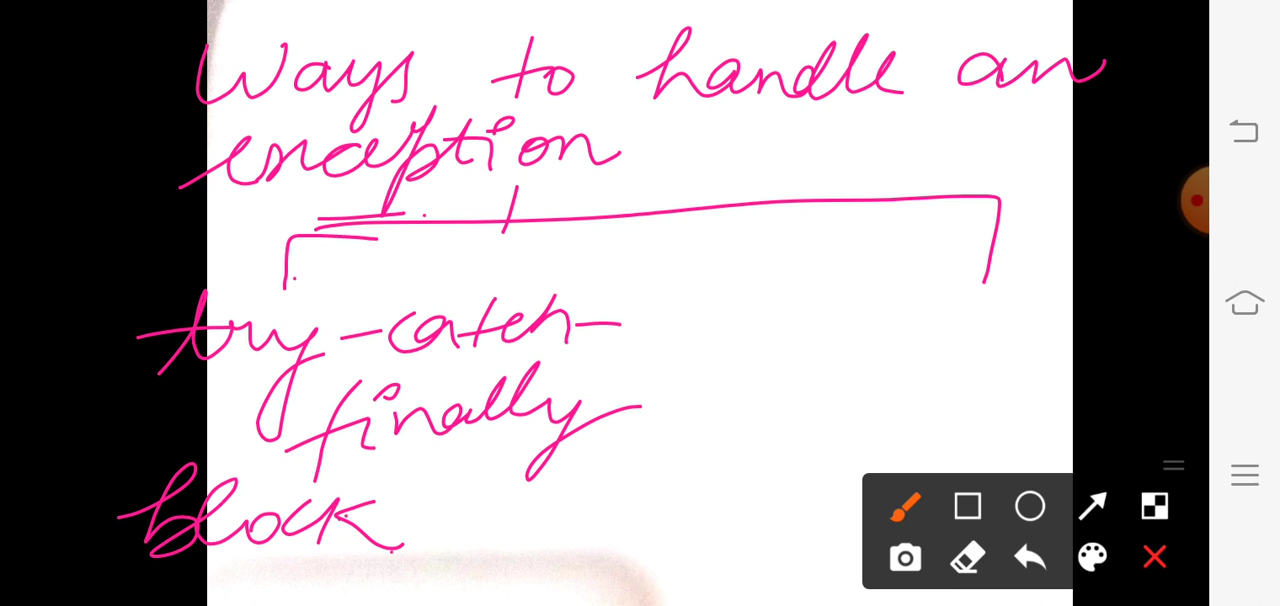 Ways to handle an
exception
try-catch-
finally
block